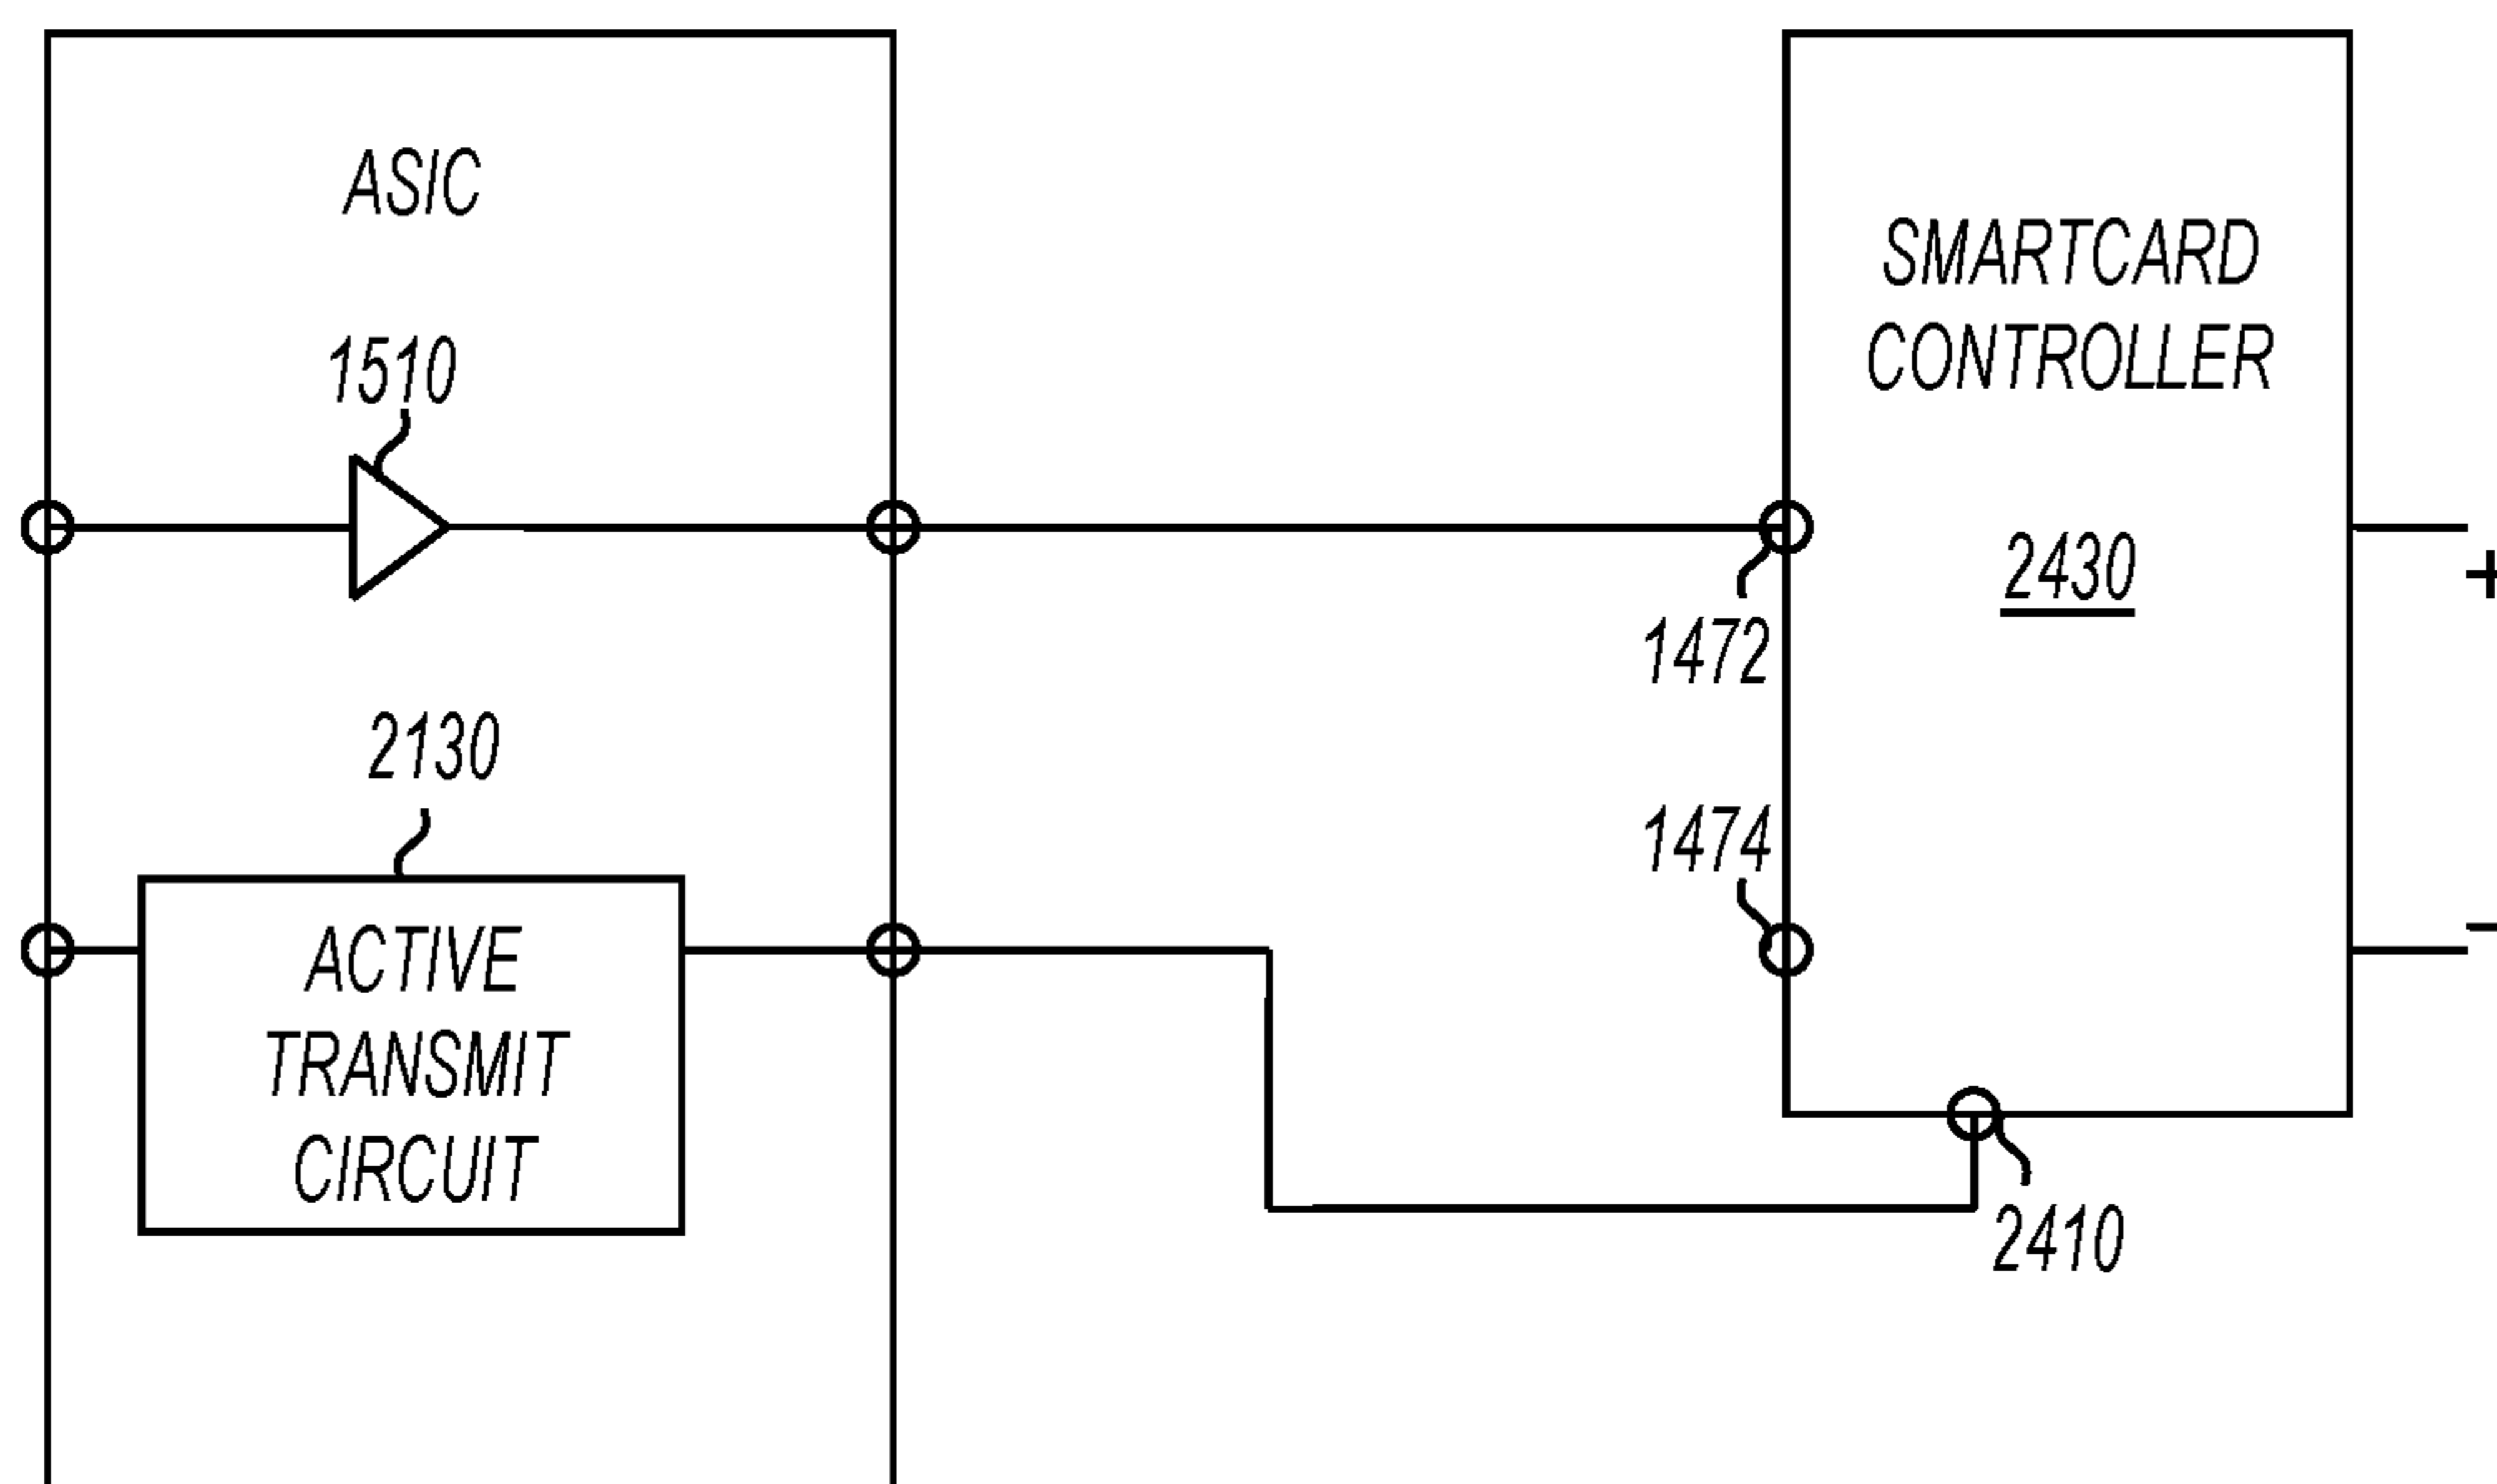 ASIC
1510
2130
ACTIVE
TRANSMIT
CIRCUIT
SMARTCARD
CONTROLLER
2430
1472
1474
2410
+
-